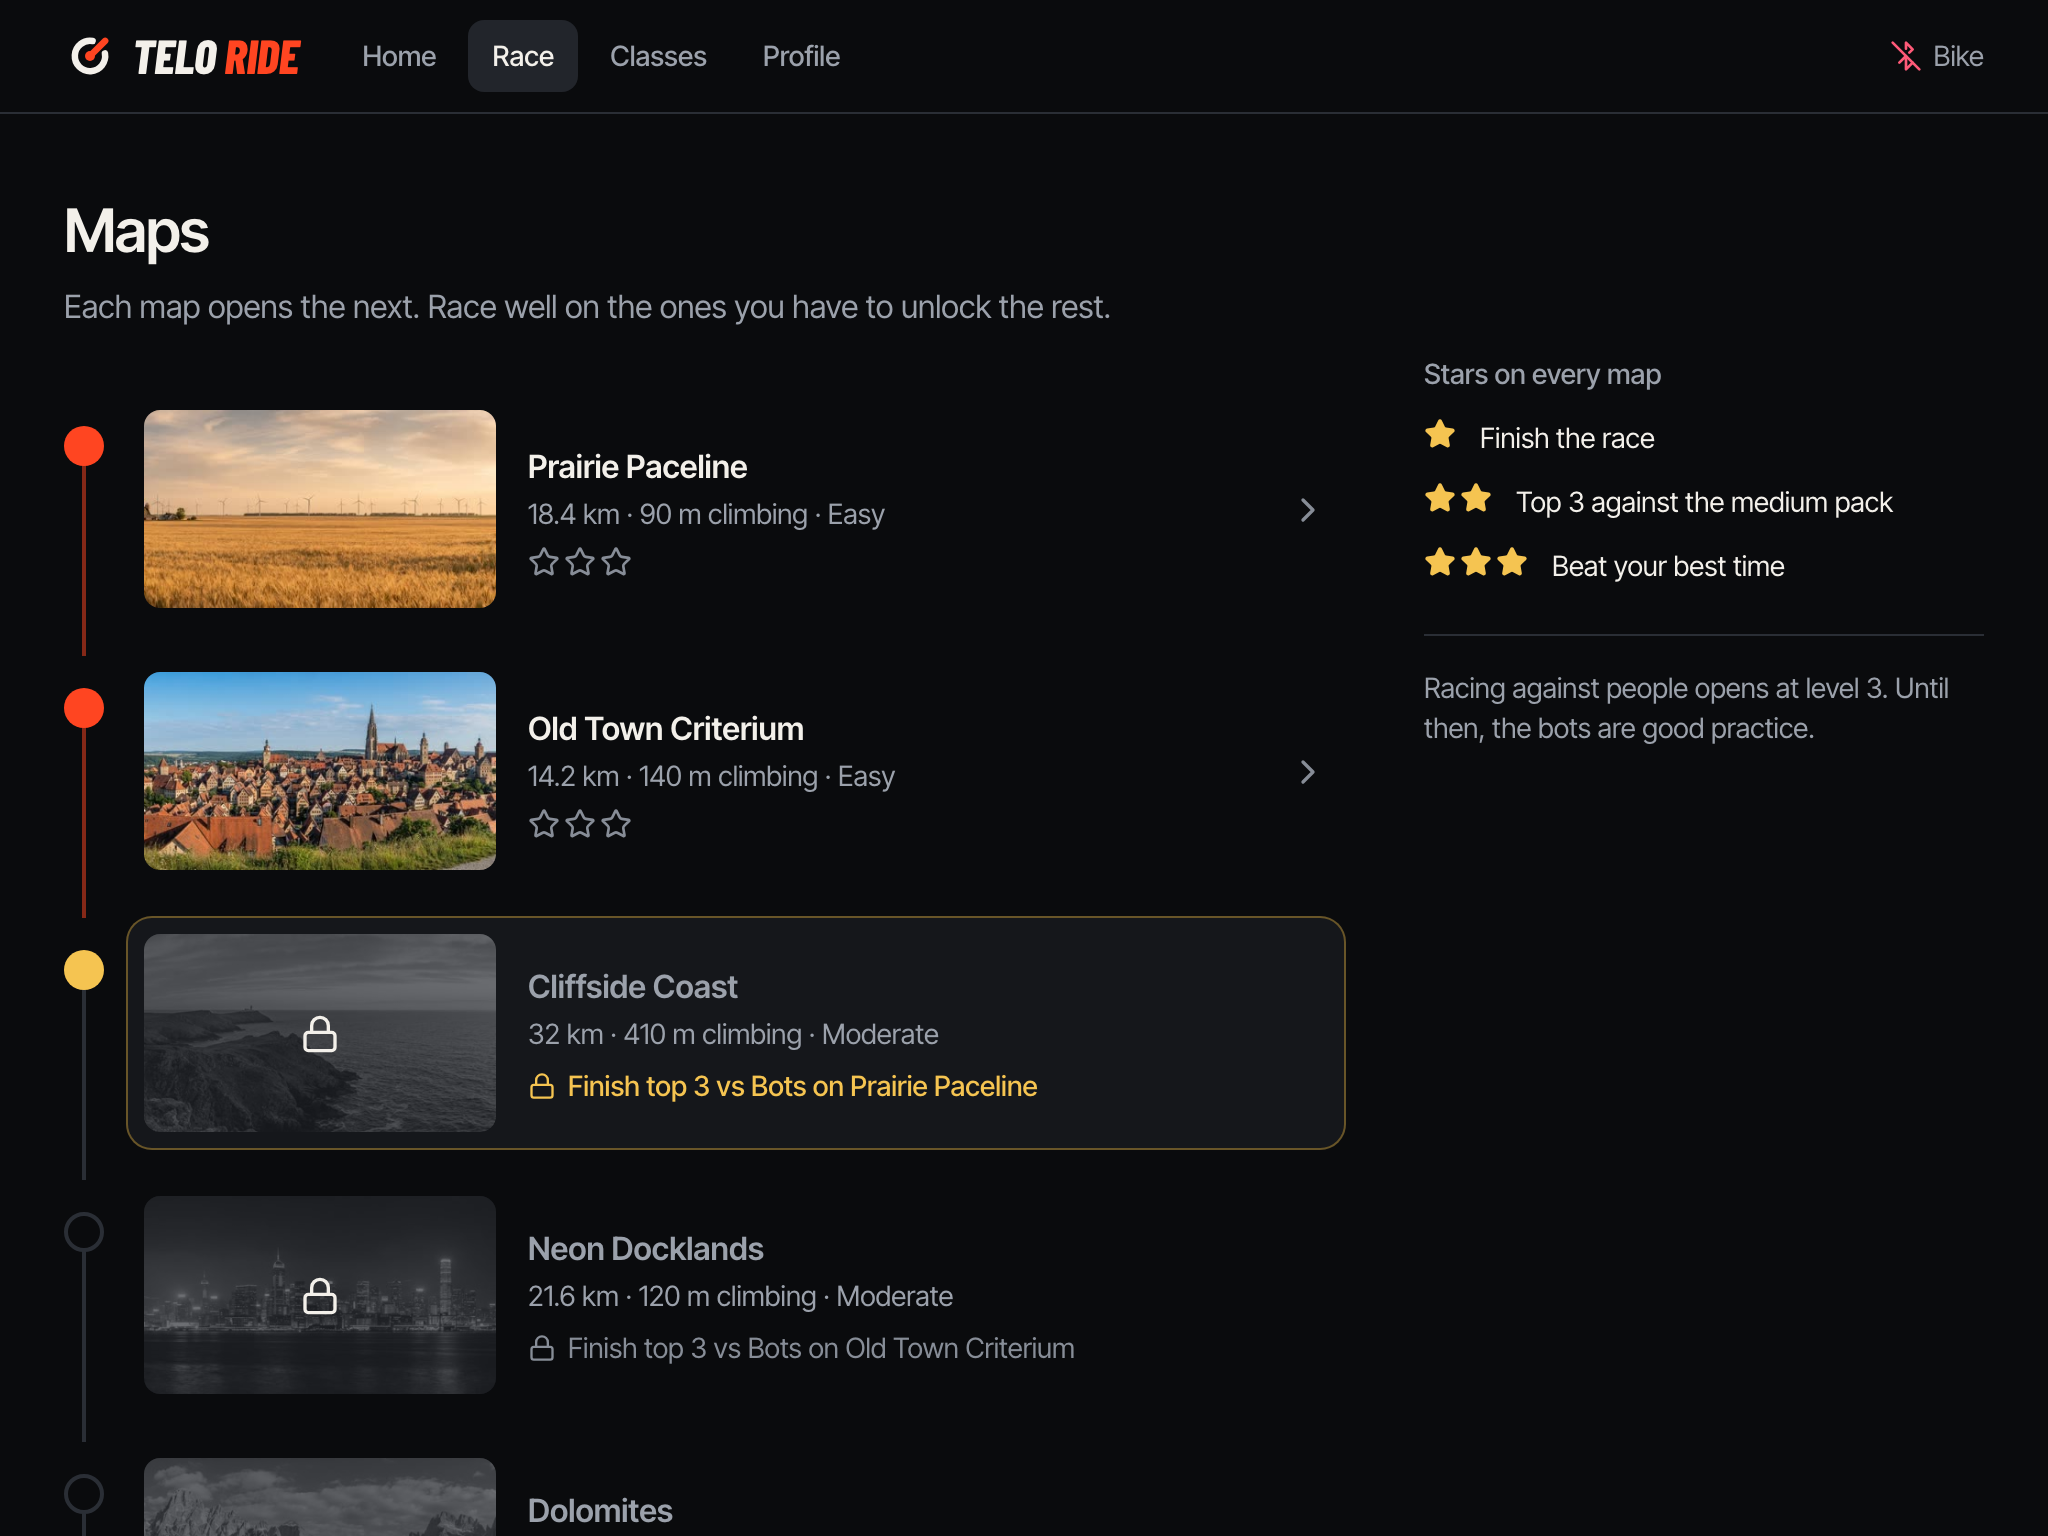 TELO RIDE
Home
Race
Classes
Profile
Bike
Maps
Each map opens the next. Race well on the ones you have to unlock the rest.
Prairie Paceline
18.4 km · 90 m climbing · Easy
Old Town Criterium
14.2 km · 140 m climbing · Easy
Cliffside Coast
32 km · 410 m climbing · Moderate
Finish top 3 vs Bots on Prairie Paceline
Neon Docklands
21.6 km · 120 m climbing · Moderate
Finish top 3 vs Bots on Old Town Criterium
Dolomites
Stars on every map
Finish the race
Top 3 against the medium pack
Beat your best time
Racing against people opens at level 3. Until
then, the bots are good practice.